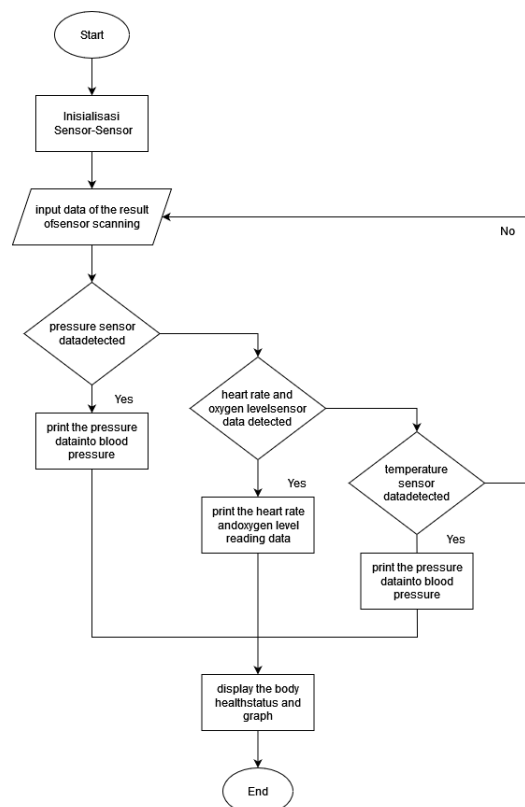 Start
Inisialisasi
Sensor-Sensor
input data of the result
ofsensor scanning
No
pressure sensor
datadetected
Yes
print the pressure
datainto blood
pressure
heart rate and
oxygen levelsensor
data detected
Yes
print the heart rate
andoxygen level
reading data
temperature
sensor
datadetected
Yes
print the pressure
datainto blood
pressure
display the body
healthstatus and
graph
End